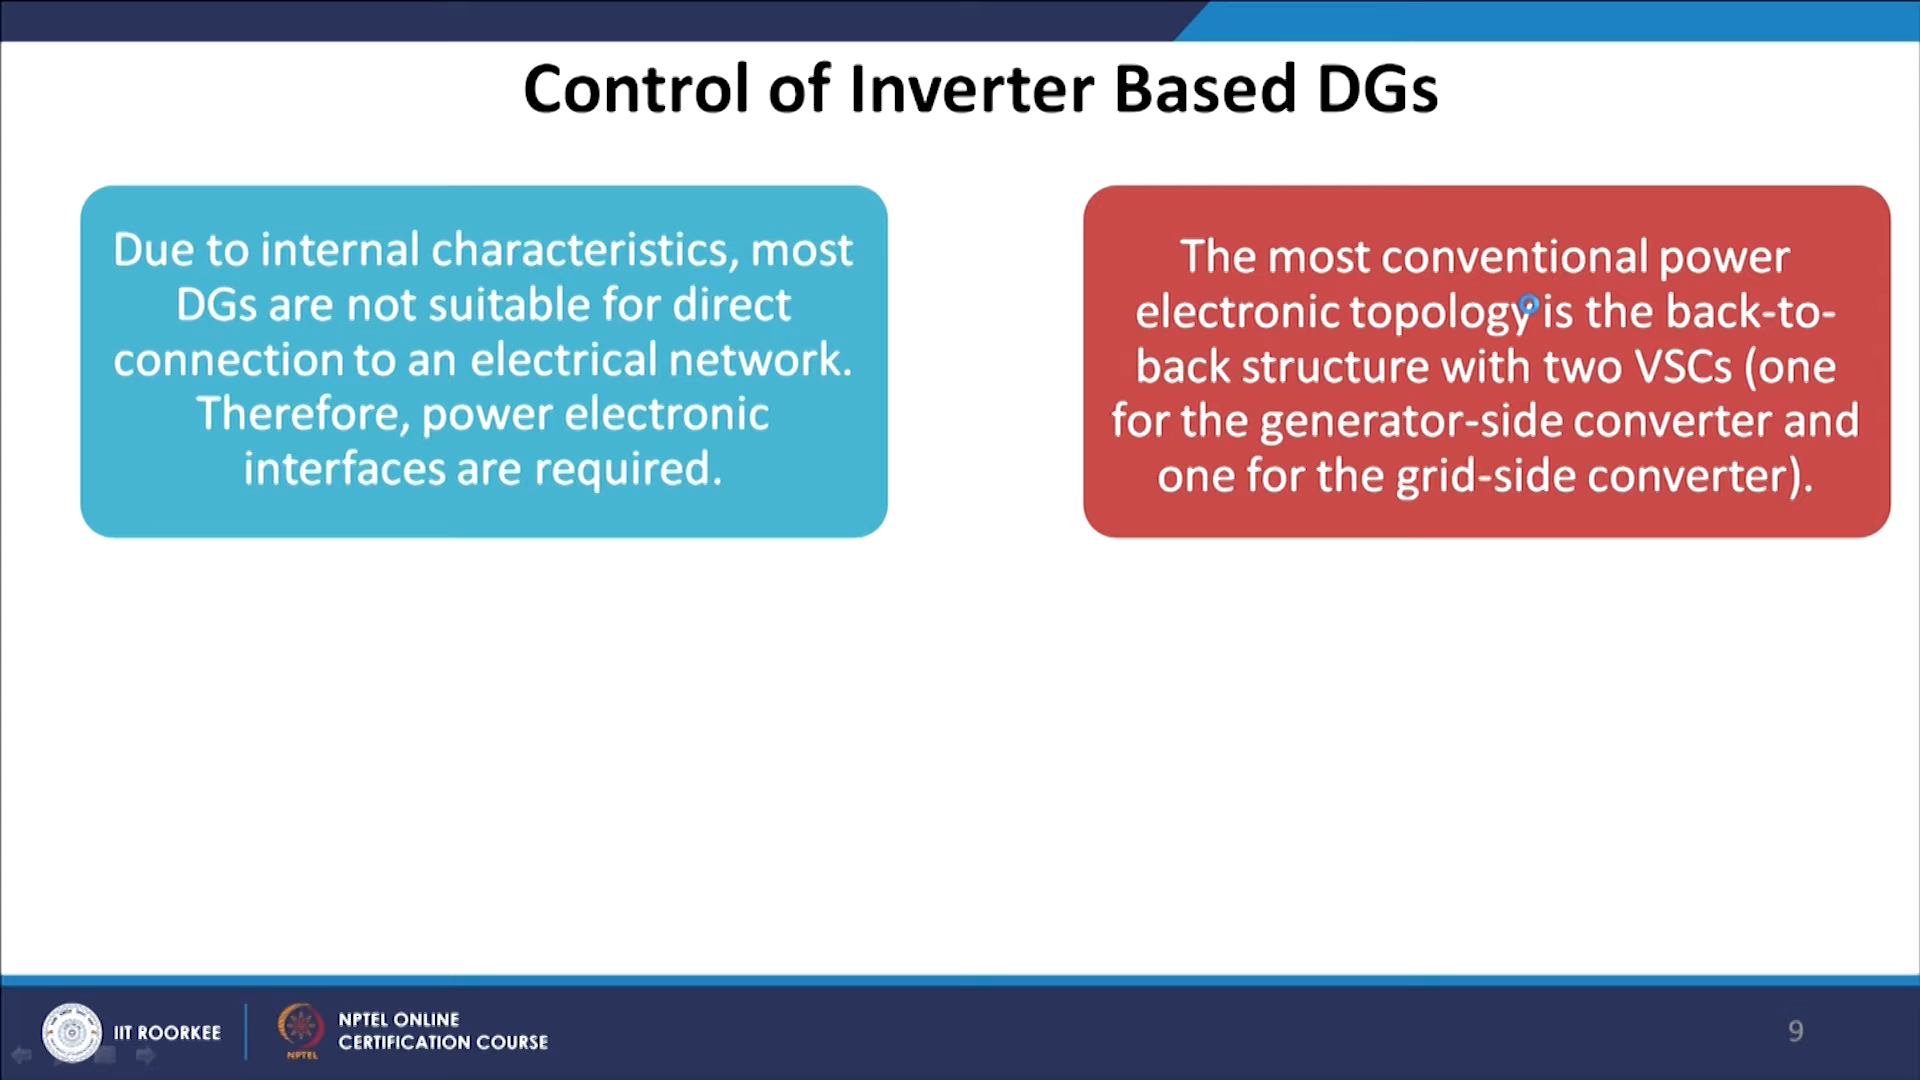 Control of Inverter Based DGs
Due to internal characteristics, most
DGs are not suitable for direct
connection to an electrical network.
Therefore, power electronic
interfaces are required.
The most conventional power
electronic topology is the back-to-
back structure with two VSCs (one
for the generator-side converter and
one for the grid-side converter).
IIT ROORKEE
NPTEL
NPTEL ONLINE
CERTIFICATION COURSE
9